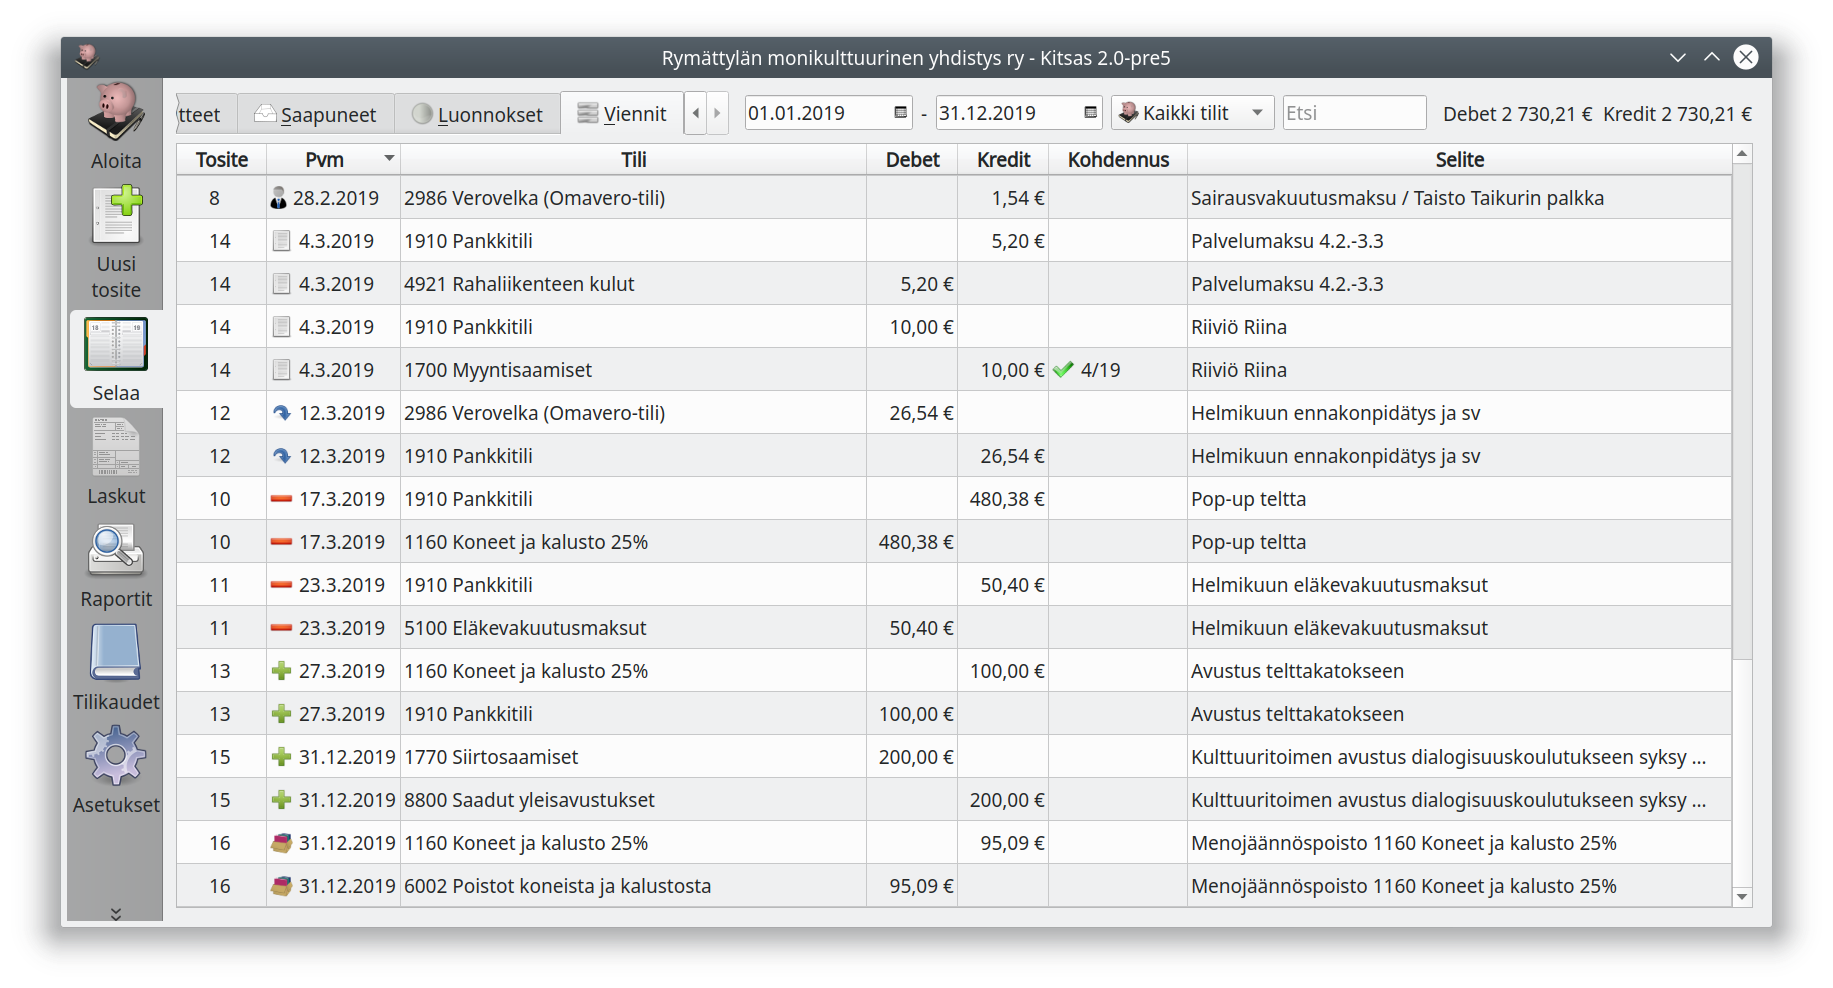 Rymättylän monikulttuurinen yhdistys ry - Kitsas 2.0-pre5
Aloita
Uusi
tosite
Selaa
Laskut
Raportit
Tilikaudet
Asetukset
tteet Saapuneet Luonnokset Viennit 01.01.2019 - 31.12.2019 Kaikki tilit Etsi Debet 2 730,21 € Kredit 2 730,21 €
Tosite Pvm Tili Debet Kredit Kohdennus Selite
8 28.2.2019 2986 Verovelka (Omavero-tili) 1,54 € Sairausvakuutusmaksu / Taisto Taikurin palkka
14 4.3.2019 1910 Pankkitili 5,20 € Palvelumaksu 4.2.-3.3
14 4.3.2019 4921 Rahaliikenteen kulut 5,20 € Palvelumaksu 4.2.-3.3
14 4.3.2019 1910 Pankkitili 10,00 € Riiviö Riina
14 4.3.2019 1700 Myyntisaamiset 10,00 € 4/19 Riiviö Riina
12 12.3.2019 2986 Verovelka (Omavero-tili) 26,54 € Helmikuun ennakonpidätys ja sv
12 12.3.2019 1910 Pankkitili 26,54 € Helmikuun ennakonpidätys ja sv
10 17.3.2019 1910 Pankkitili 480,38 € Pop-up teltta
10 17.3.2019 1160 Koneet ja kalusto 25% 480,38 € Pop-up teltta
11 23.3.2019 1910 Pankkitili 50,40 € Helmikuun eläkevakuutusmaksut
11 23.3.2019 5100 Eläkevakuutusmaksut 50,40 € Helmikuun eläkevakuutusmaksut
13 27.3.2019 1160 Koneet ja kalusto 25% 100,00 € Avustus telttakatokseen
13 27.3.2019 1910 Pankkitili 100,00 € Avustus telttakatokseen
15 31.12.2019 1770 Siirtosaamiset 200,00 € Kulttuuritoimen avustus dialogisuuskoulutukseen syksy ...
15 31.12.2019 8800 Saadut yleisavustukset 200,00 € Kulttuuritoimen avustus dialogisuuskoulutukseen syksy ...
16 31.12.2019 1160 Koneet ja kalusto 25% 95,09 € Menojäännöspoisto 1160 Koneet ja kalusto 25%
16 31.12.2019 6002 Poistot koneista ja kalustosta 95,09 € Menojäännöspoisto 1160 Koneet ja kalusto 25%